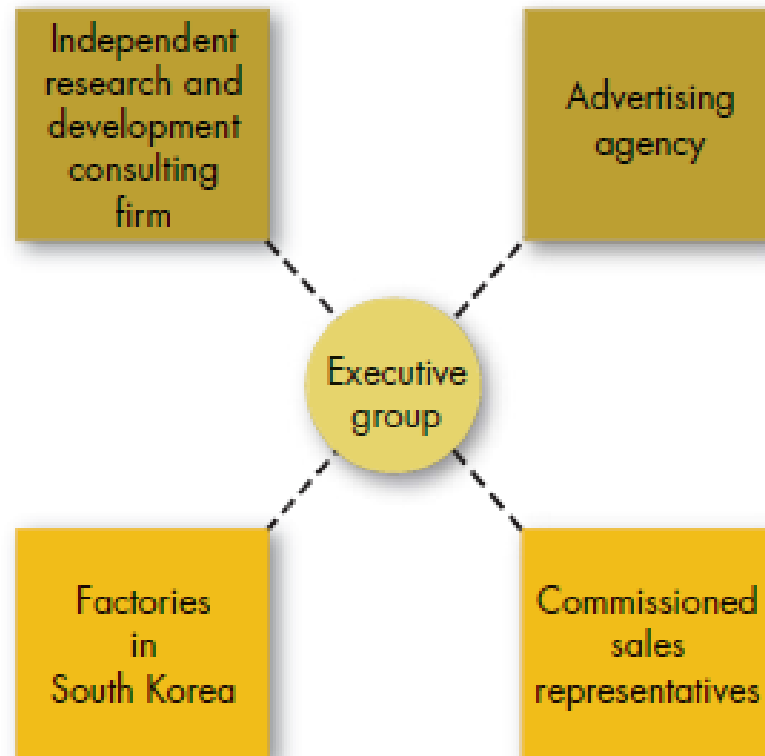 Independent
research and
development
consulting
firm
Advertising
agency
Executive
group
Factories
in
South Korea
Commissioned
sales
representatives